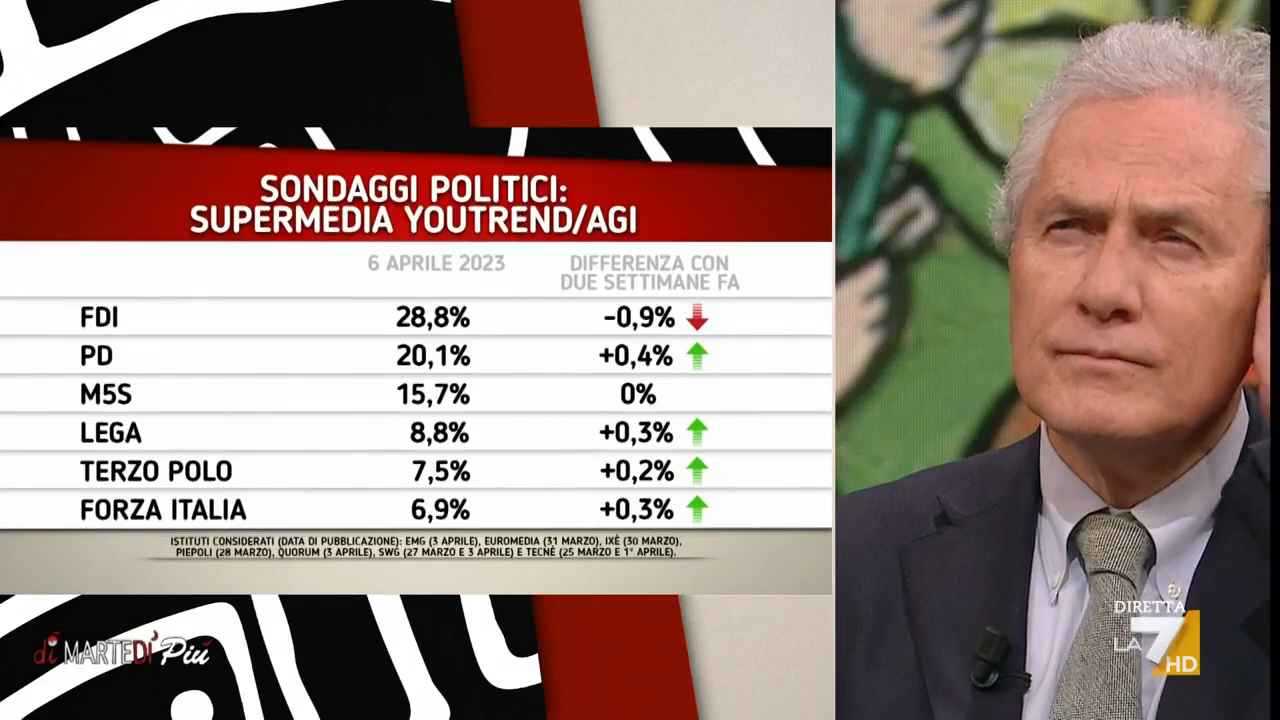 SONDAGGI POLITICI:
SUPERMEDIA YOUTREND/AGI
6 APRILE 2023
DIFFERENZA CON
DUE SETTIMANE FA
FDI 28,8% -0,9%
PD 20,1% +0,4%
M5S 15,7% 0%
LEGA 8,8% +0,3%
TERZO POLO 7,5% +0,2%
FORZA ITALIA 6,9% +0,3%
ISTITUTI CONSIDERATI (DATA DI PUBBLICAZIONE): EMG (3 APRILE), EUROMEDIA (31 MARZO), IXÈ (30 MARZO),
PIEPOLI (28 MARZO), QUORUM (3 APRILE), SWG (27 MARZO E 3 APRILE) E TECNÈ (25 MARZO E 1° APRILE).
dí MARTEDÌ Più
DIRETTA
LA 7 HD